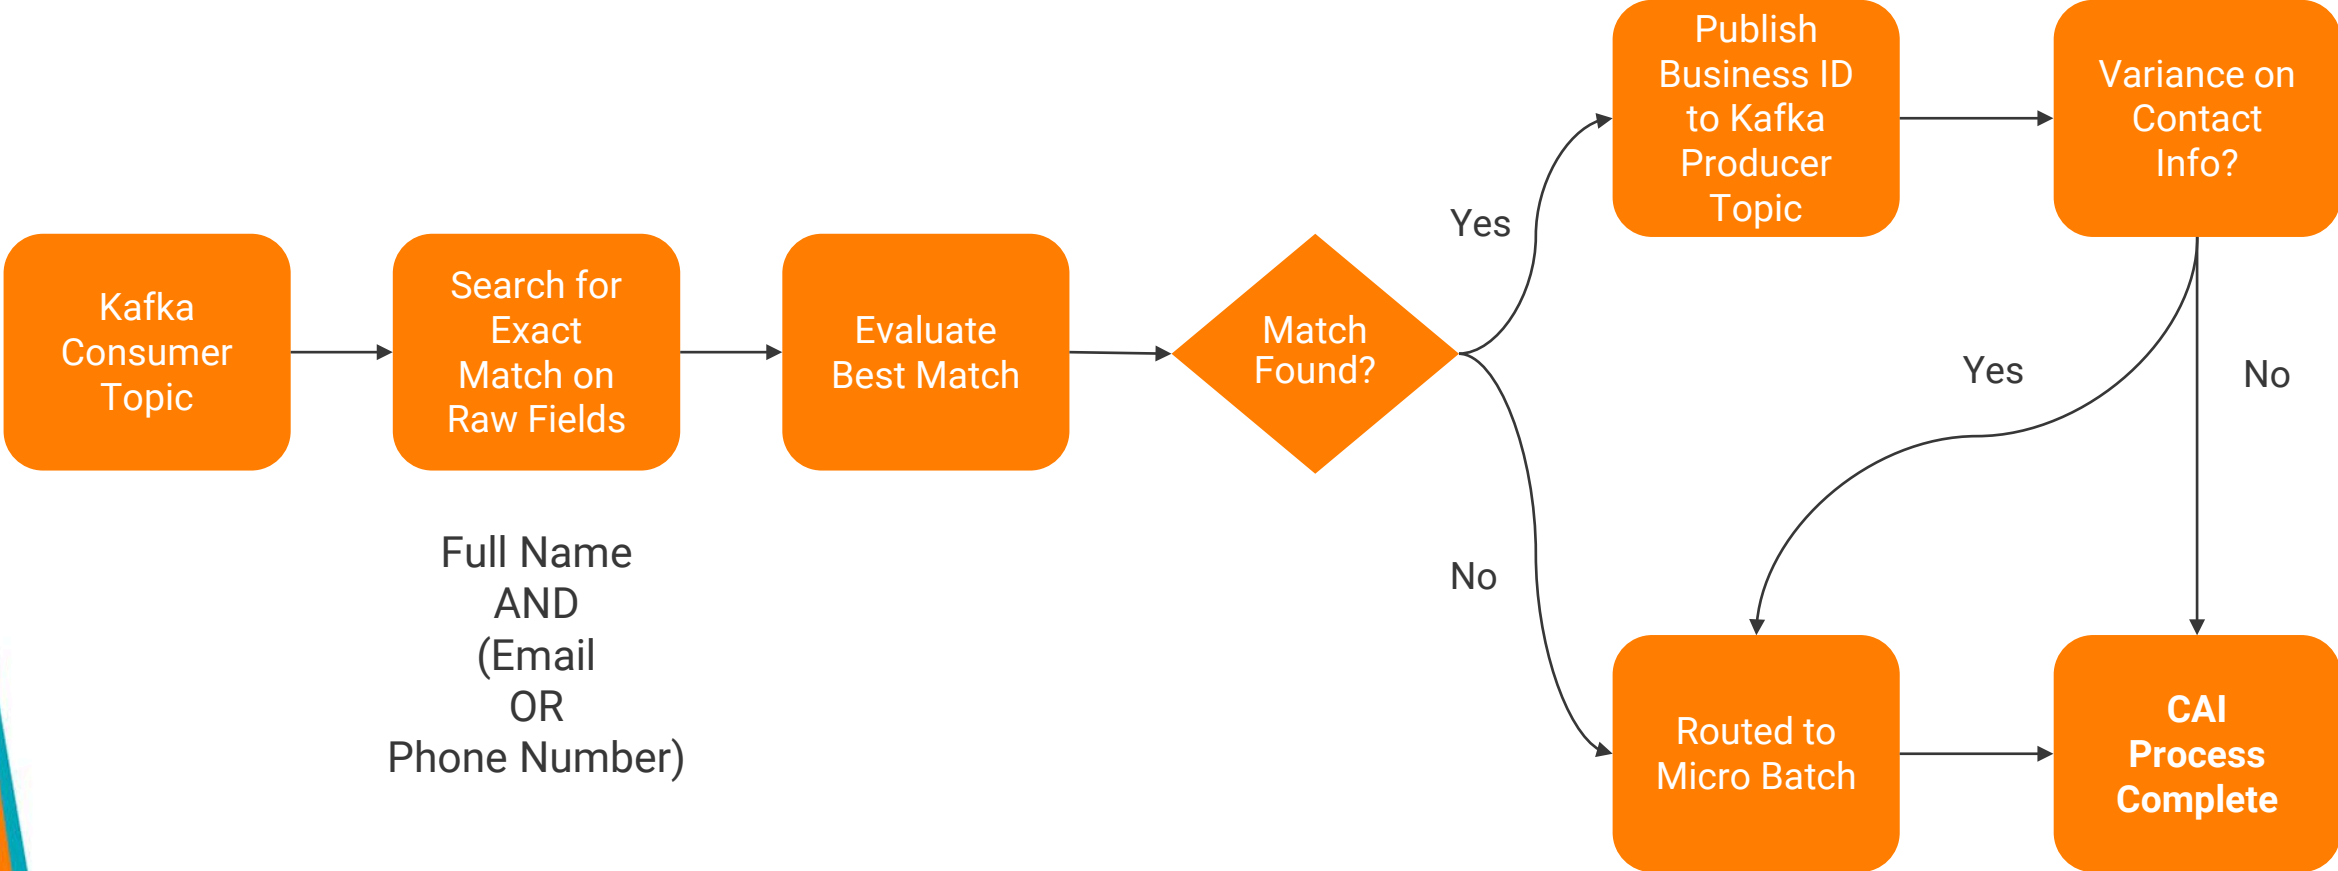 Kafka
Consumer
Topic
Search for
Exact
Match on
Raw Fields
Full Name
AND
(Email
OR
Phone Number)
Evaluate
Best Match
Match
Found?
Yes
No
Publish
Business ID
to Kafka
Producer
Topic
Variance on
Contact
Info?
Yes
No
Routed to
Micro Batch
CAI
Process
Complete